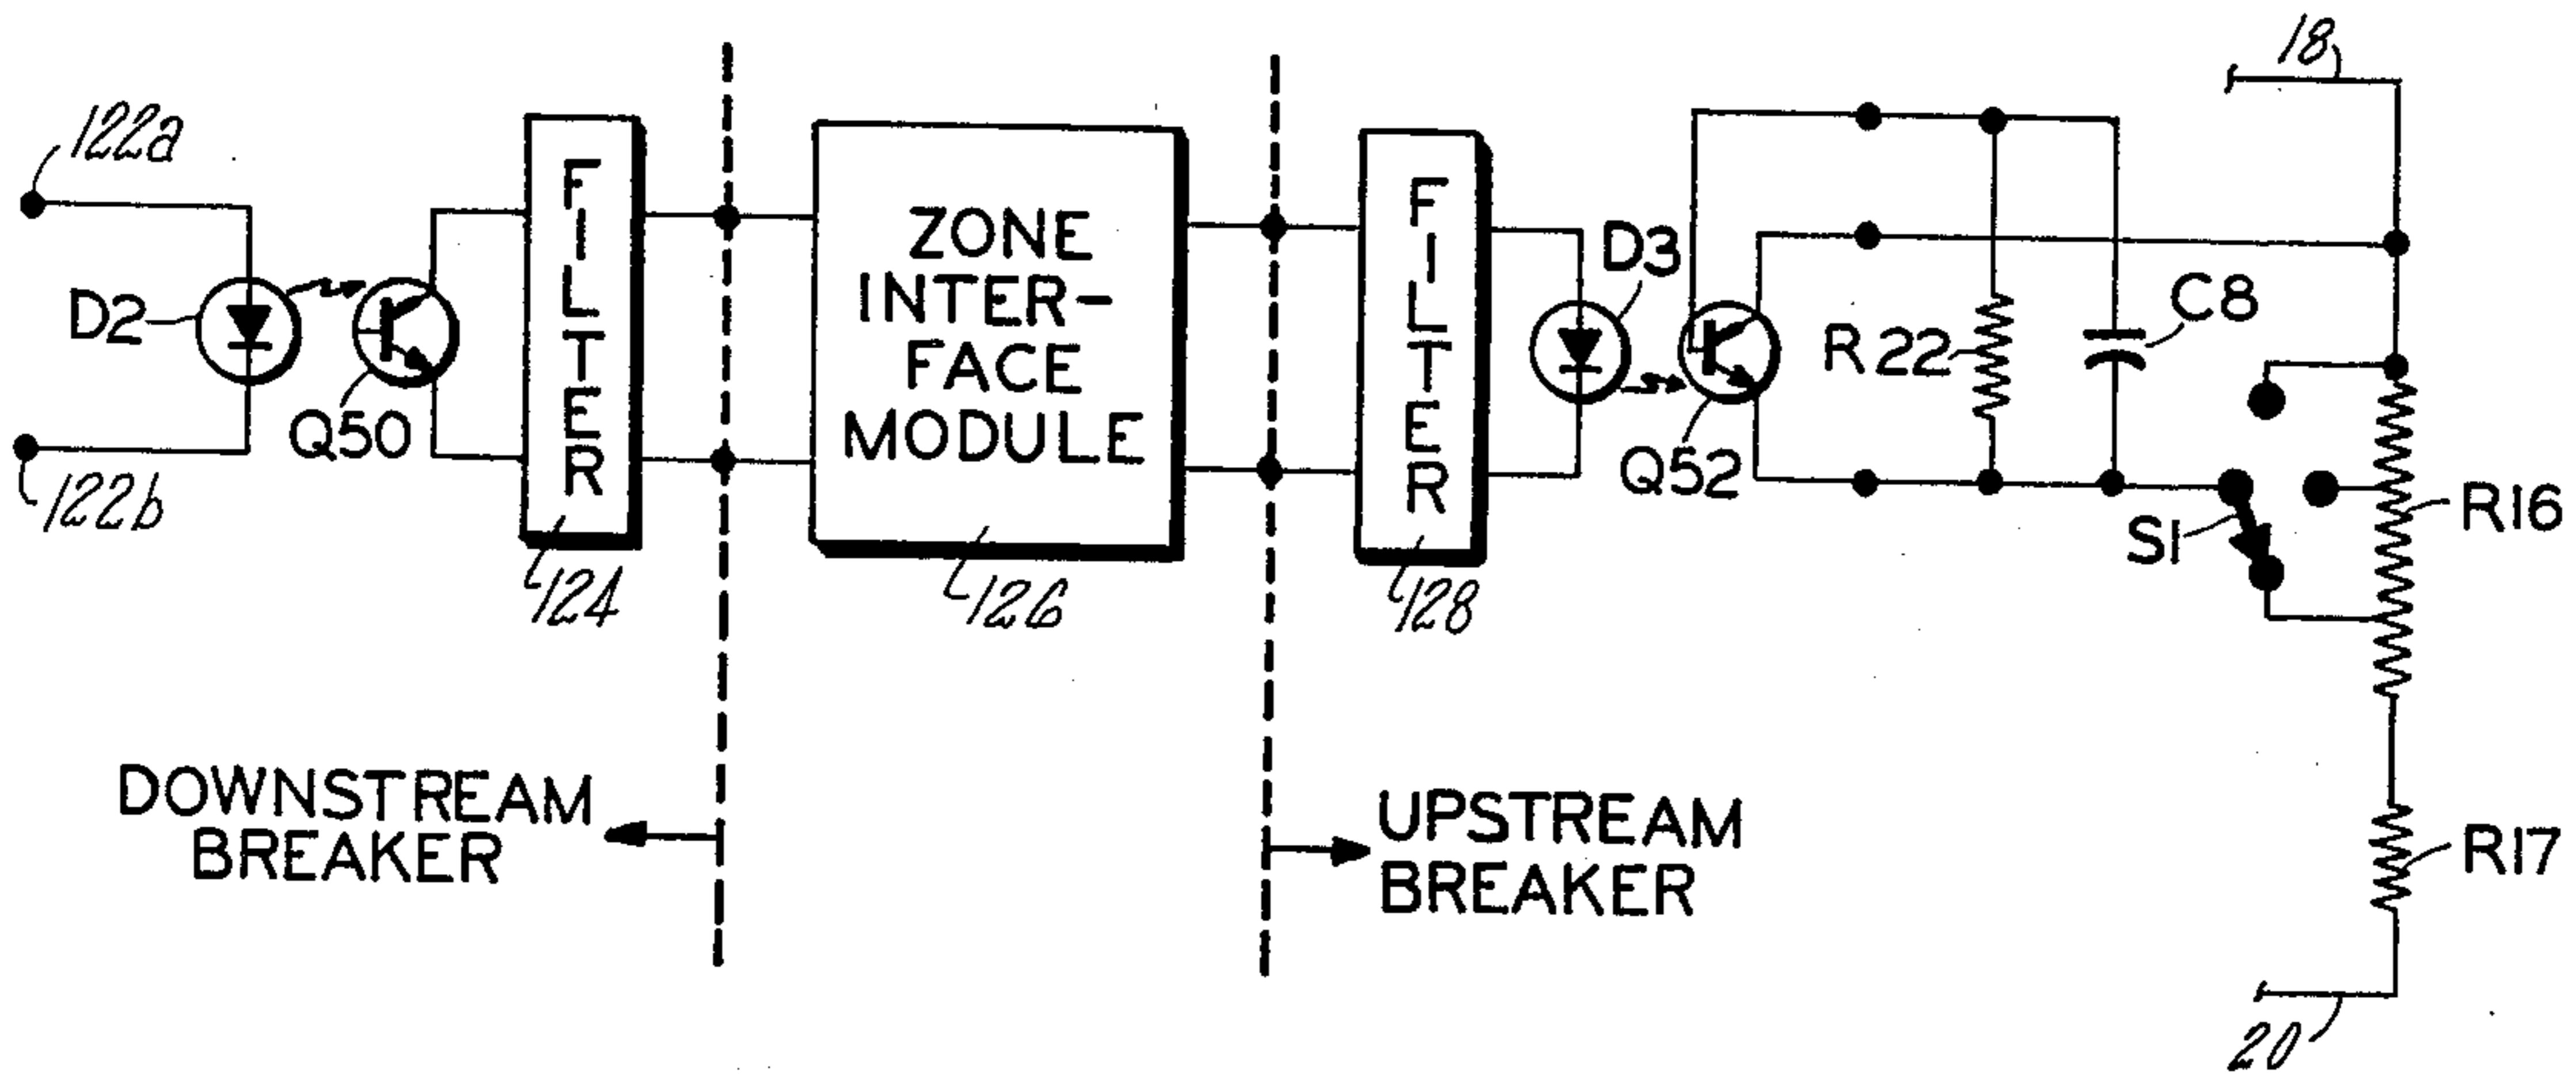 18
122a
FILTER
ZONE
INTER-
FACE
MODULE
FILTER
D3
D2
C8
R22
Q50
Q52
R16
S1
122b
124
126
128
DOWNSTREAM
BREAKER
UPSTREAM
BREAKER
R17
20